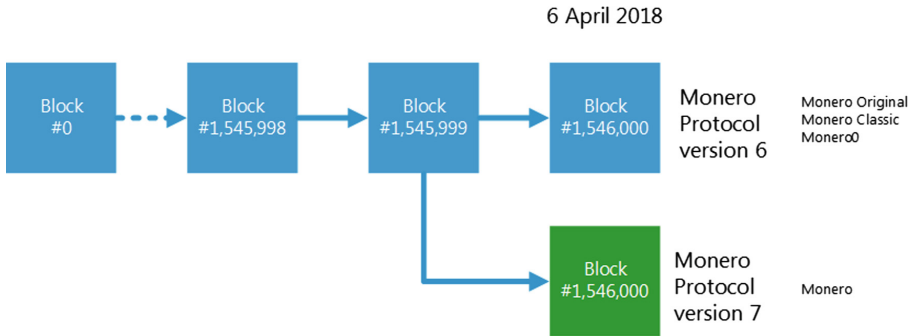 6 April 2018
Block
#0
Block
#1,545,998
Block
#1,545,999
Block
#1,546,000
Monero
Protocol
version 6
Monero Original
Monero Classic
Monero0
Block
#1,546,000
Monero
Protocol
version 7
Monero